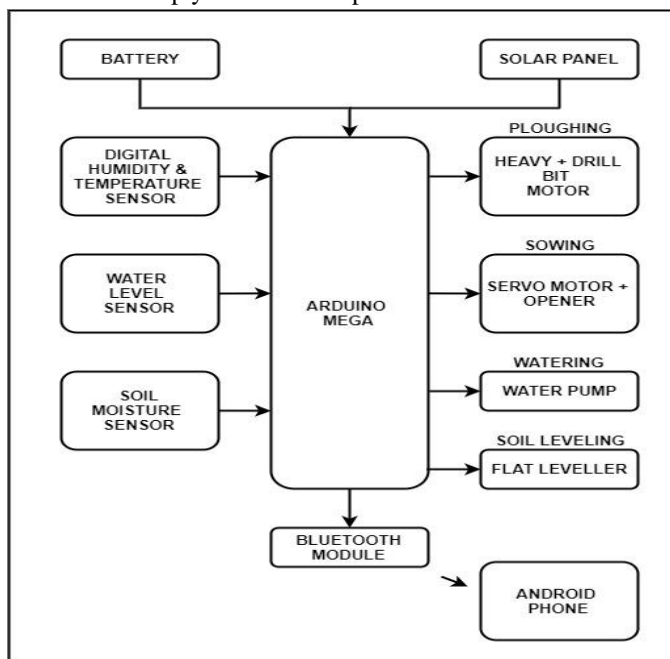 BATTERY
SOLAR PANEL
DIGITAL
HUMIDITY &
TEMPERATURE
SENSOR
WATER
LEVEL
SENSOR
SOIL
MOISTURE
SENSOR
ARDUINO
MEGA
PLOUGHING
HEAVY + DRILL
BIT
MOTOR
SOWING
SERVO MOTOR +
OPENER
WATERING
WATER PUMP
SOIL LEVELING
FLAT LEVELLER
BLUETOOTH
MODULE
ANDROID
PHONE